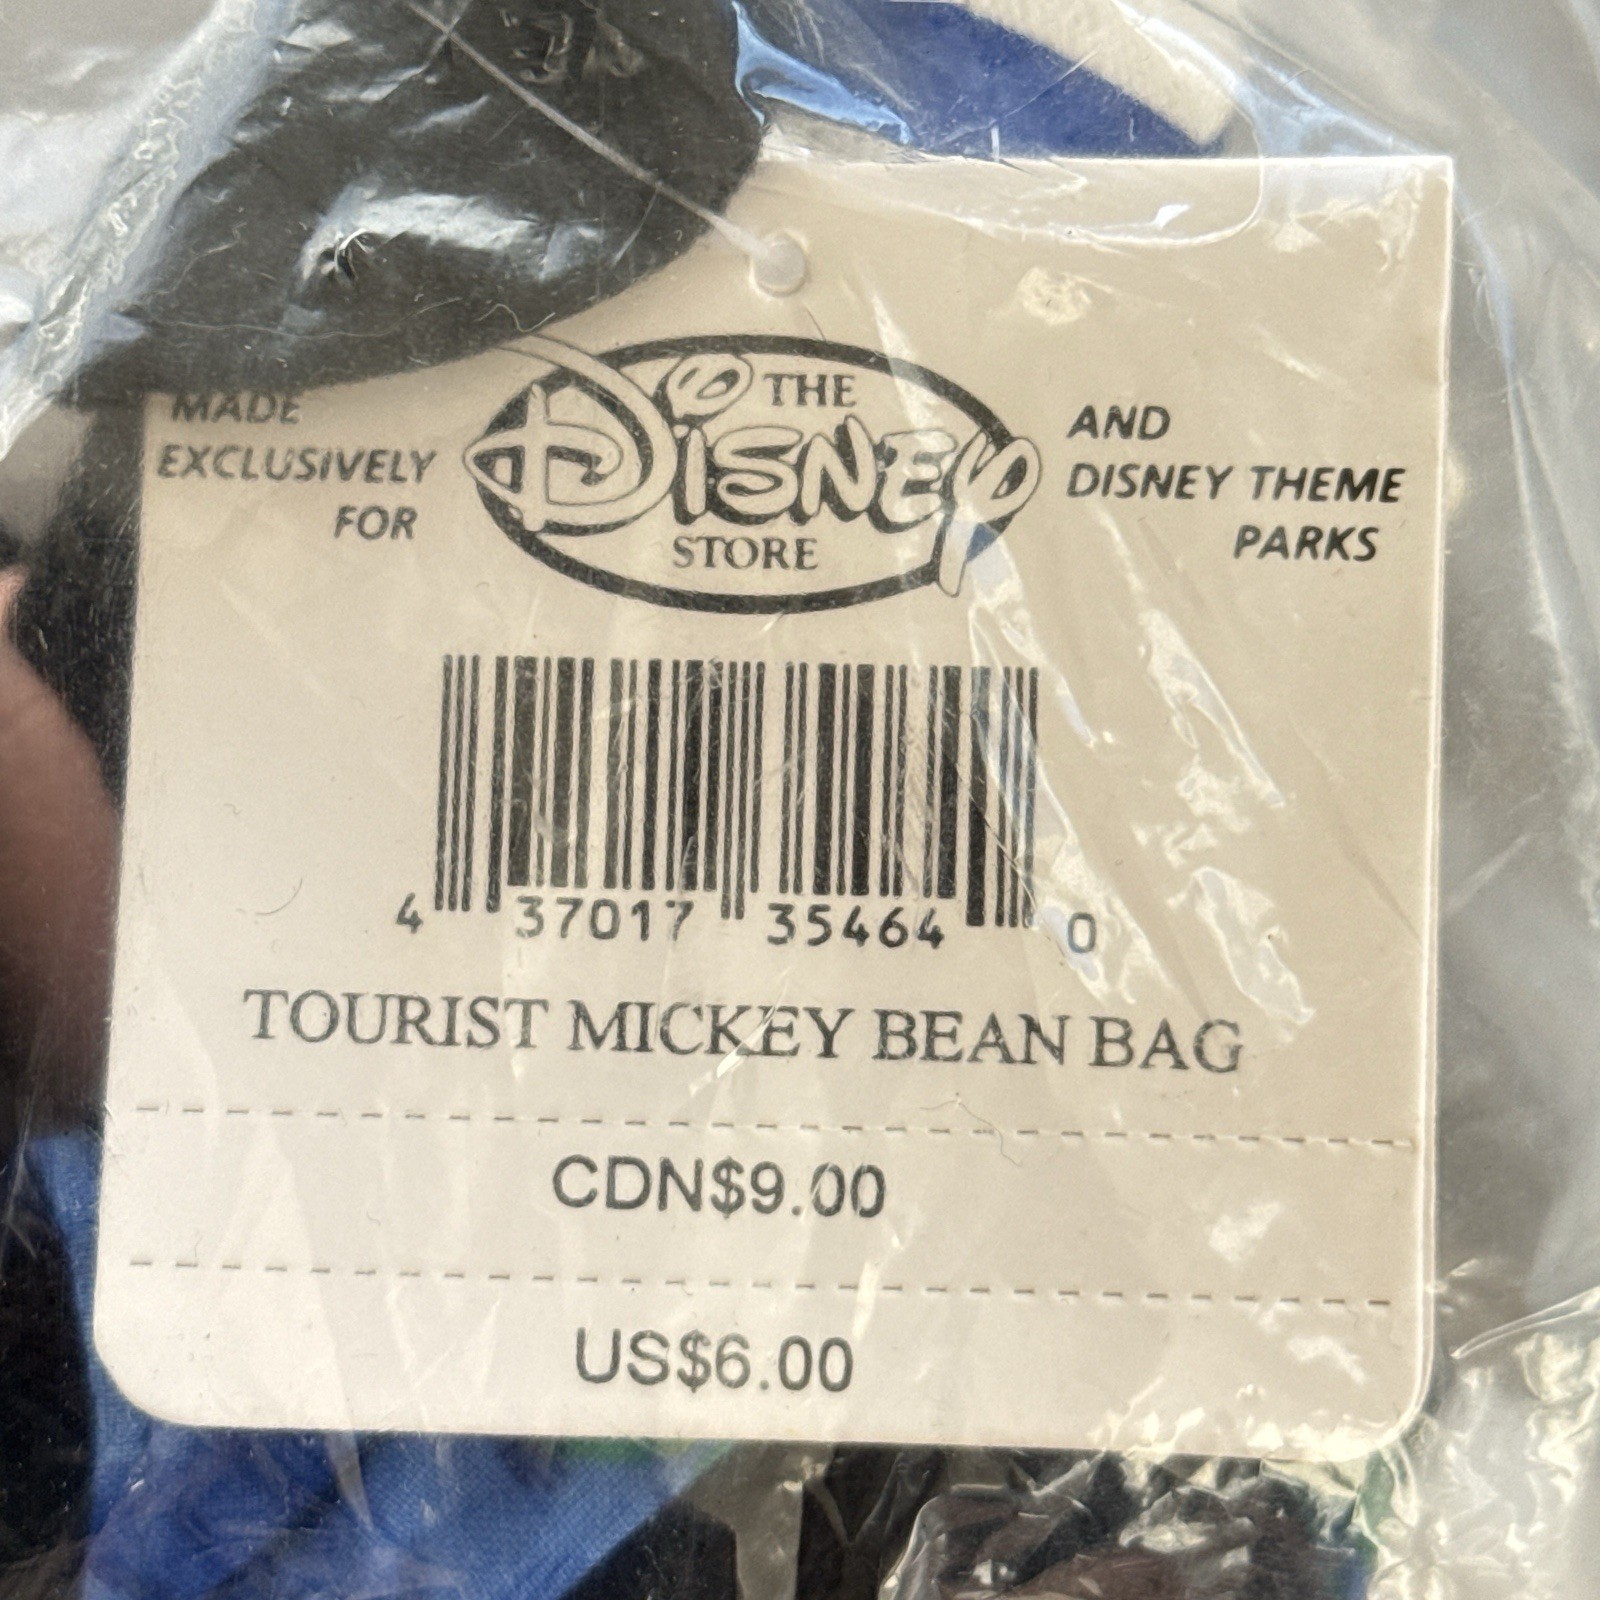 MADE
EXCLUSIVELY
FOR
THE
DISNEY
STORE
AND
DISNEY THEME
PARKS
4 37017 35464 0
TOURIST MICKEY BEAN BAG
CDN$9.00
US$6.00